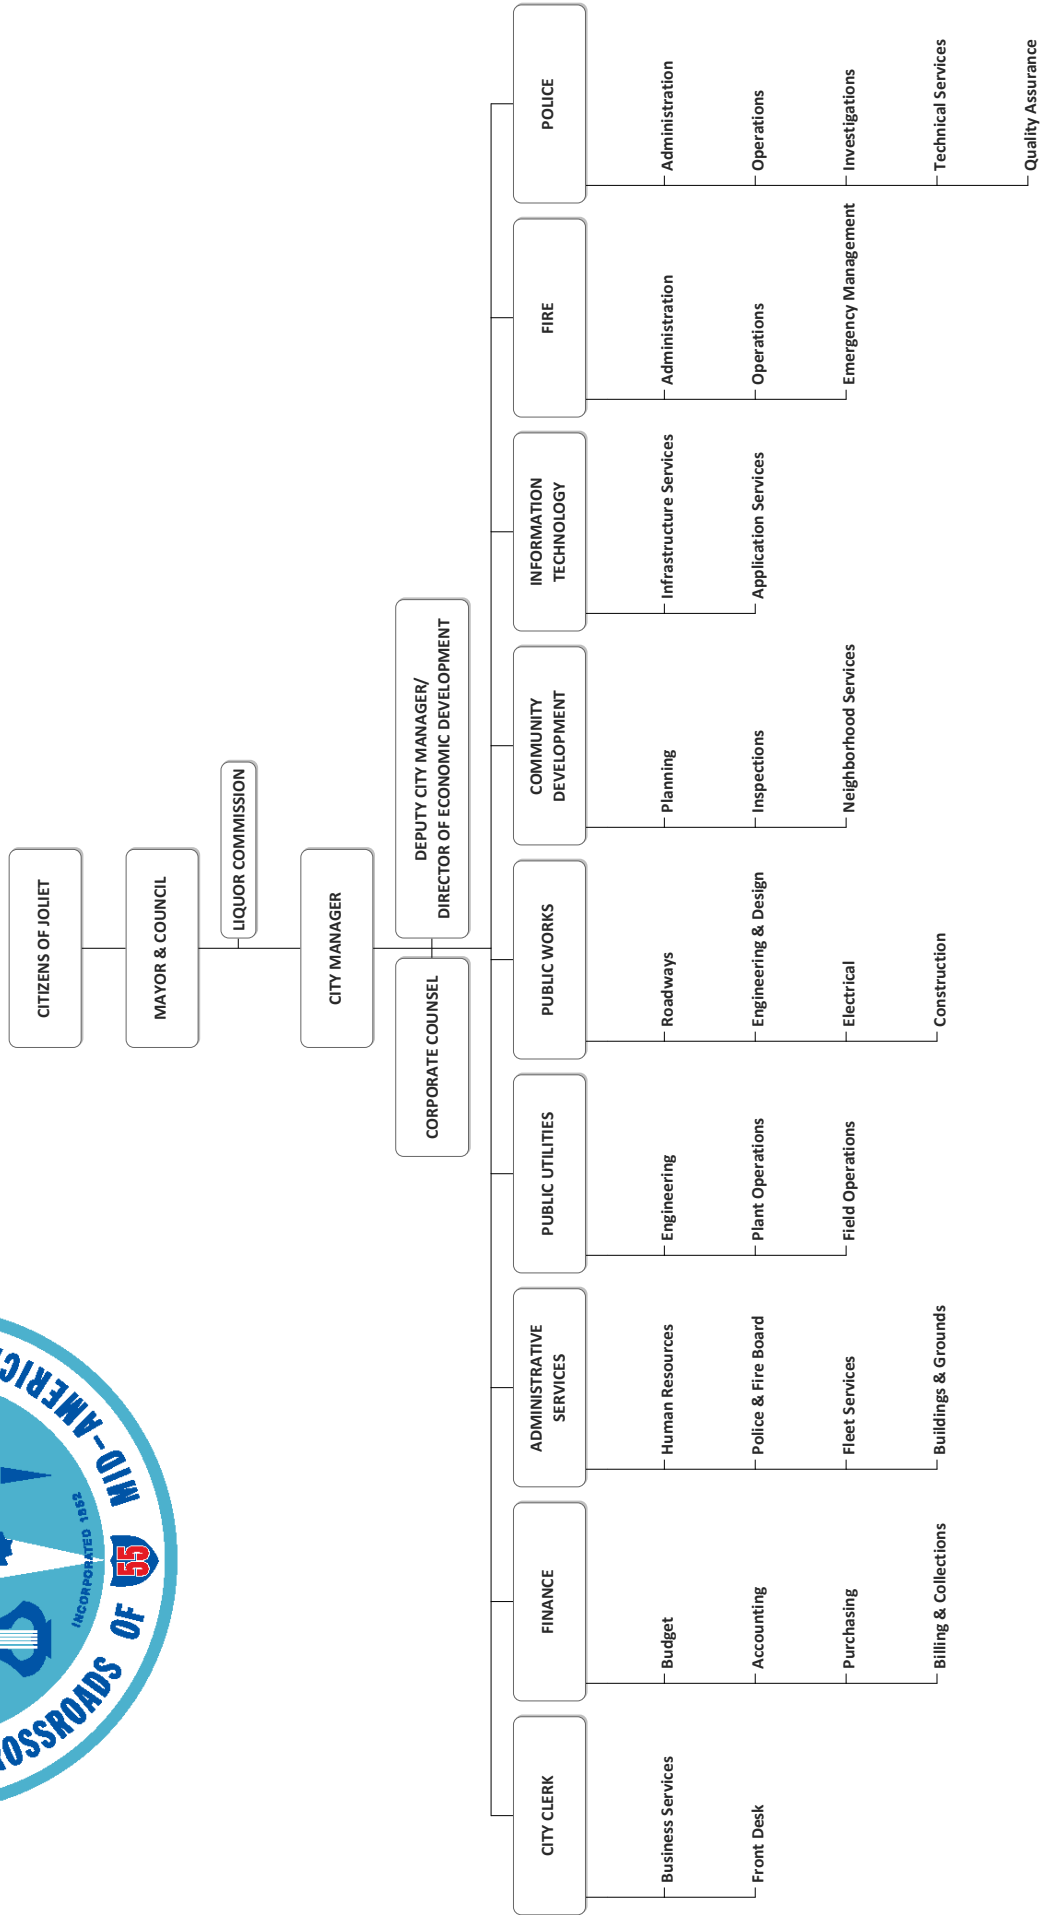 CROSSROADS OF MID-AMERICA
INCORPORATED 1852
55
CITIZENS OF JOLIET
MAYOR & COUNCIL
LIQUOR COMMISSION
CITY MANAGER
CORPORATE COUNSEL
DEPUTY CITY MANAGER/
DIRECTOR OF ECONOMIC DEVELOPMENT
CITY CLERK
Business Services
Front Desk
FINANCE
Budget
Accounting
Purchasing
Billing & Collections
ADMINISTRATIVE
SERVICES
Human Resources
Police & Fire Board
Fleet Services
Buildings & Grounds
PUBLIC UTILITIES
Engineering
Plant Operations
Field Operations
PUBLIC WORKS
Roadways
Engineering & Design
Electrical
Construction
COMMUNITY
DEVELOPMENT
Planning
Inspections
Neighborhood Services
INFORMATION
TECHNOLOGY
Infrastructure Services
Application Services
FIRE
Administration
Operations
Emergency Management
POLICE
Administration
Operations
Investigations
Technical Services
Quality Assurance